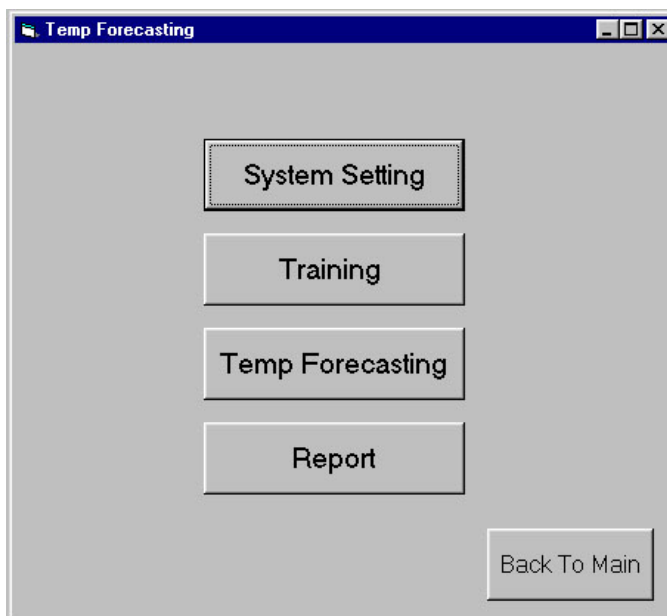 Temp Forecasting
System Setting
Training
Temp Forecasting
Report
Back To Main